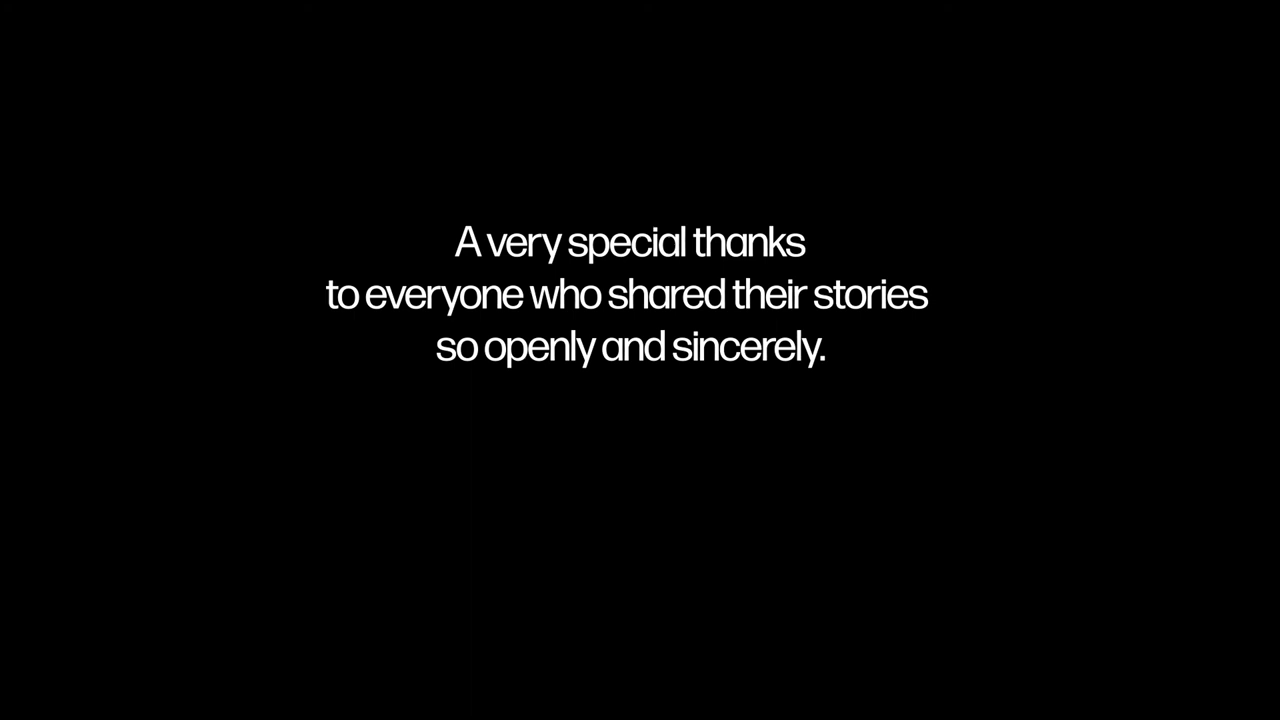 A very special thanks
to everyone who shared their stories
so openly and sincerely.